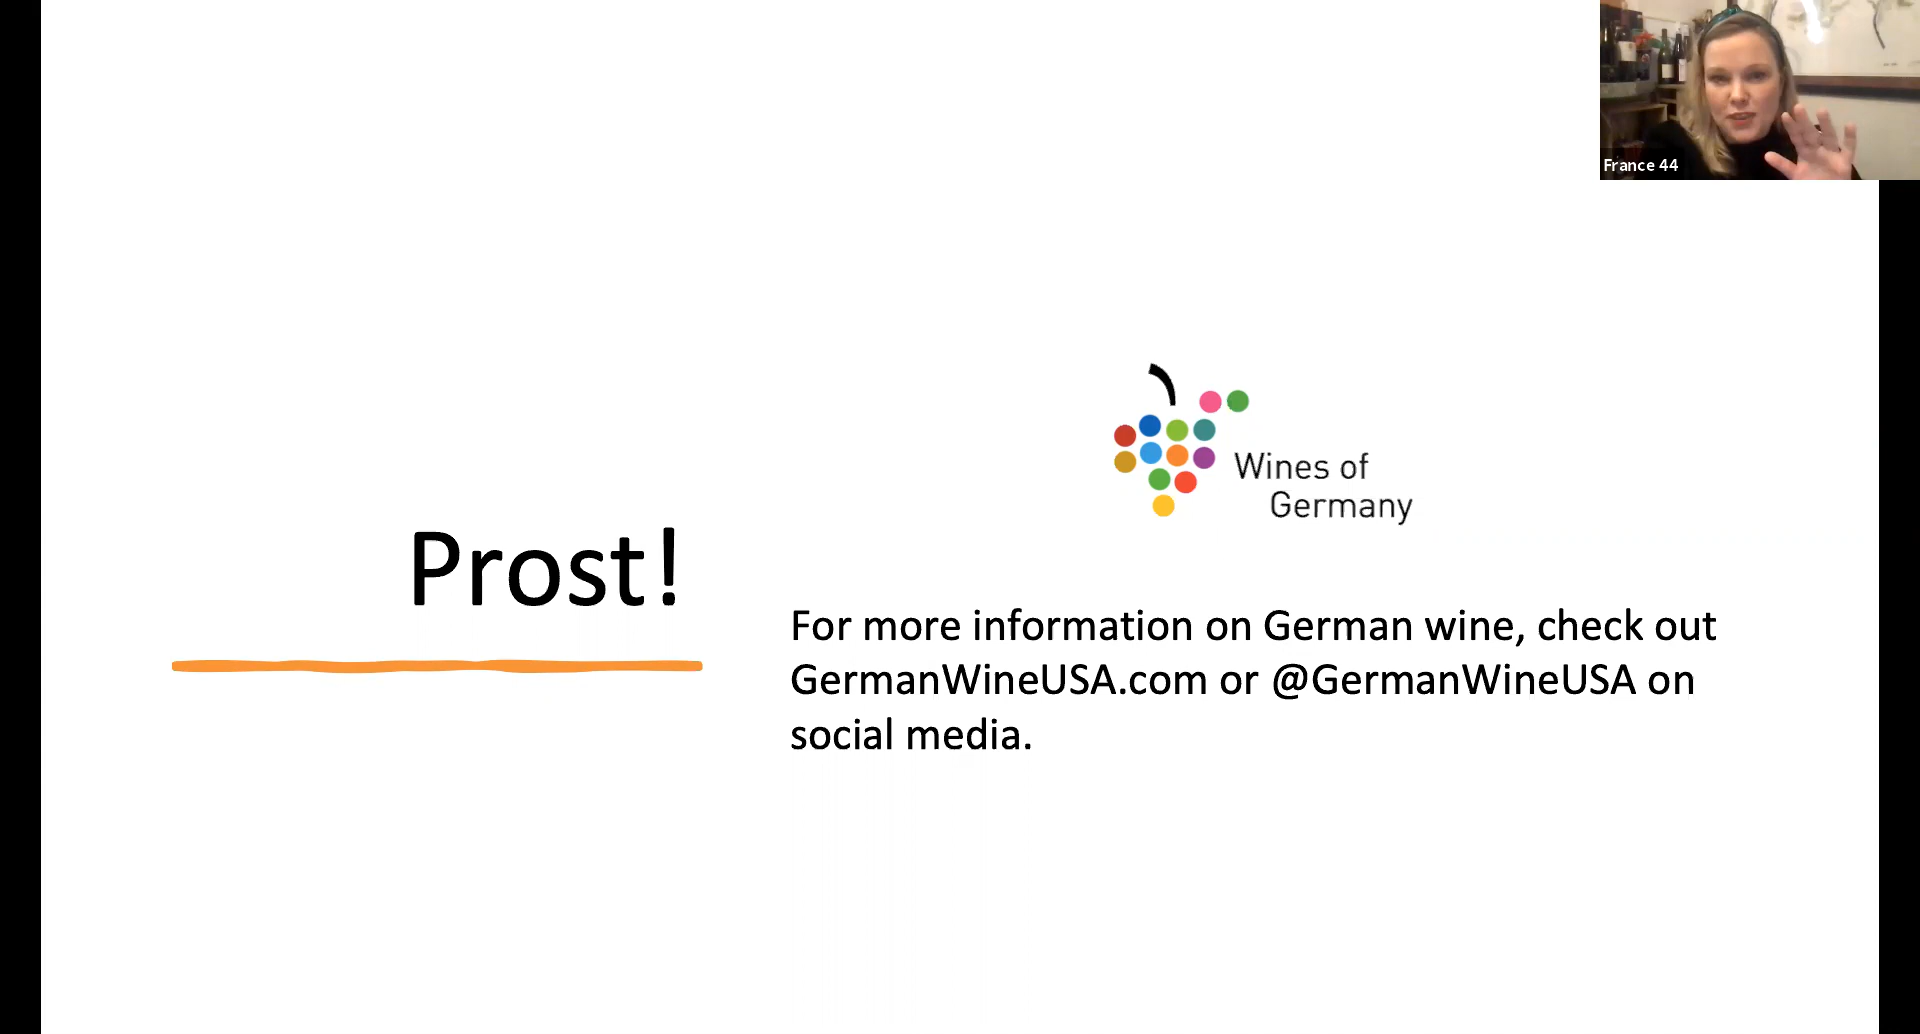 France 44
Wines of
Germany
Prost!
For more information on German wine, check out
GermanWineUSA.com or @GermanWineUSA on
social media.